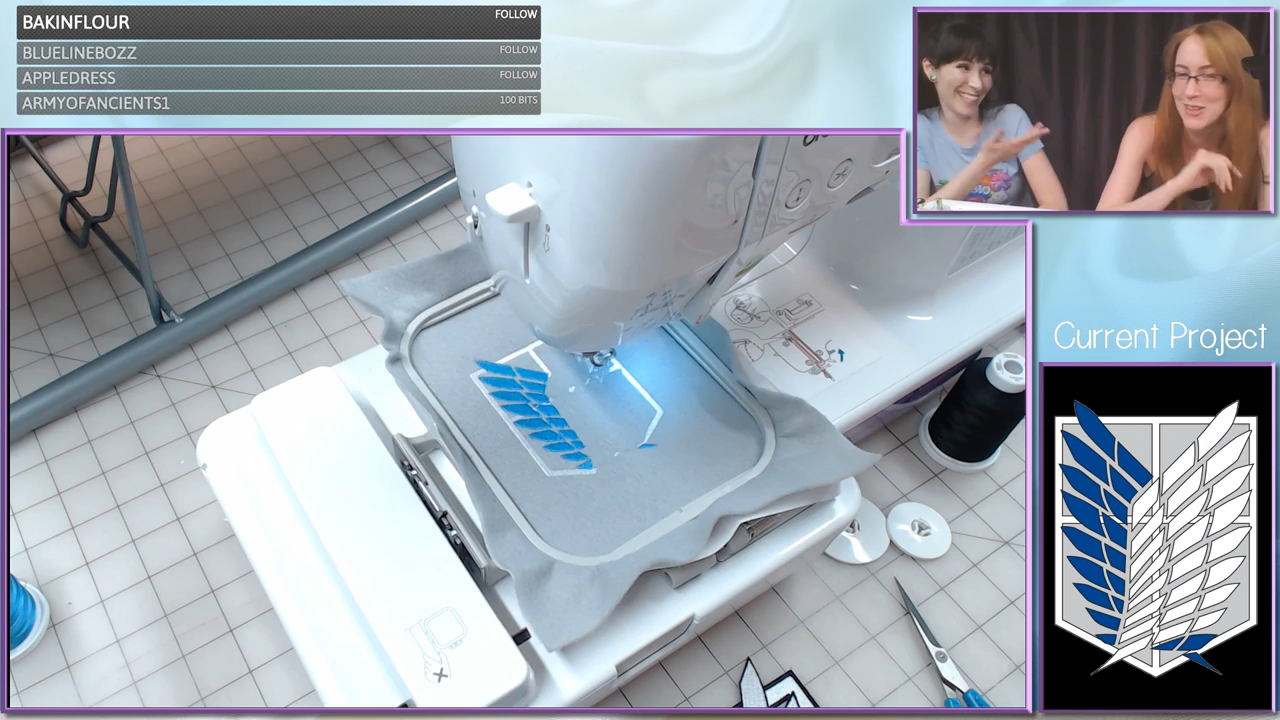 BAKINFLOUR FOLLOW
BLUELINEBOZZ FOLLOW
APPLEDRESS FOLLOW
ARMYOFANCIENTS1 100 BITS
Current Project